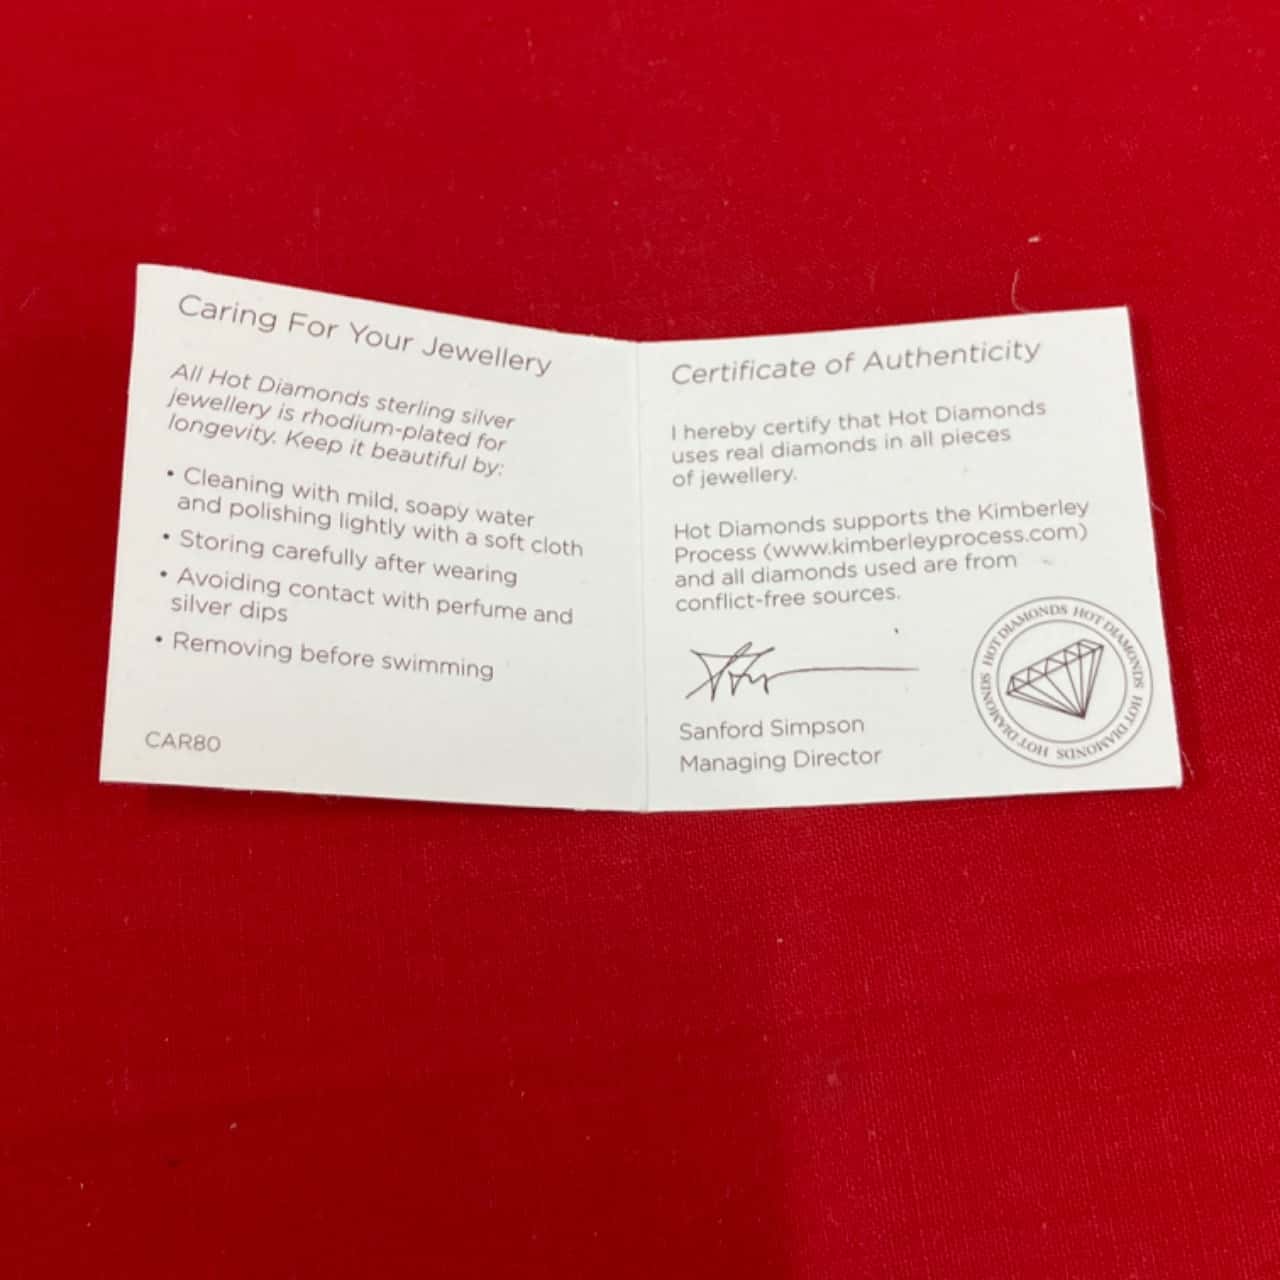 Caring For Your Jewellery
All Hot Diamonds sterling silver
jewellery is rhodium-plated for
longevity. Keep it beautiful by:
• Cleaning with mild, soapy water
and polishing lightly with a soft cloth
• Storing carefully after wearing
• Avoiding contact with perfume and
silver dips
• Removing before swimming
CAR80
Certificate of Authenticity
I hereby certify that Hot Diamonds
uses real diamonds in all pieces
of jewellery.
Hot Diamonds supports the Kimberley
Process (www.kimberleyprocess.com)
and all diamonds used are from
conflict-free sources.
Sanford Simpson
Managing Director
HOT DIAMONDS HOT DIAMONDS HOT DIAMONDS HOT DIAMONDS